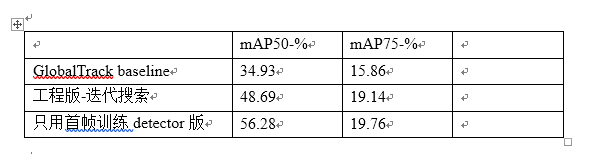 mAP50-% mAP75-%
GlobalTrack baseline 34.93 15.86
工程版-迭代搜索 48.69 19.14
只用首帧训练 detector 版 56.28 19.76